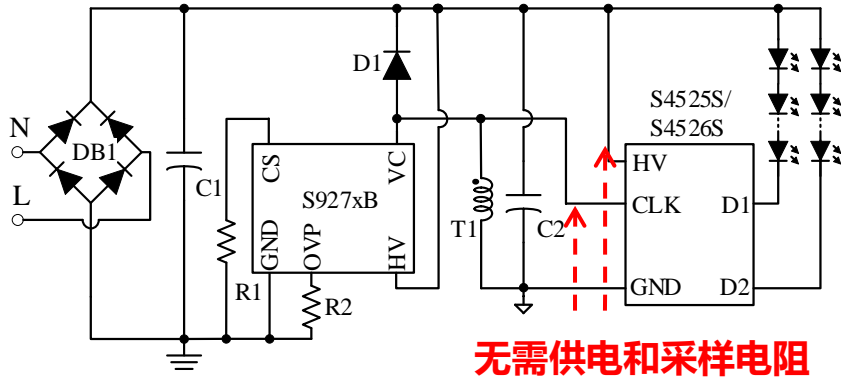 N
L
DB1
C1
R1
CS
GND
OVP
R2
S927xB
VC
HV
D1
T1
C2
S4525S/
S4526S
HV
CLK
GND
D1
D2
无需供电和采样电阻